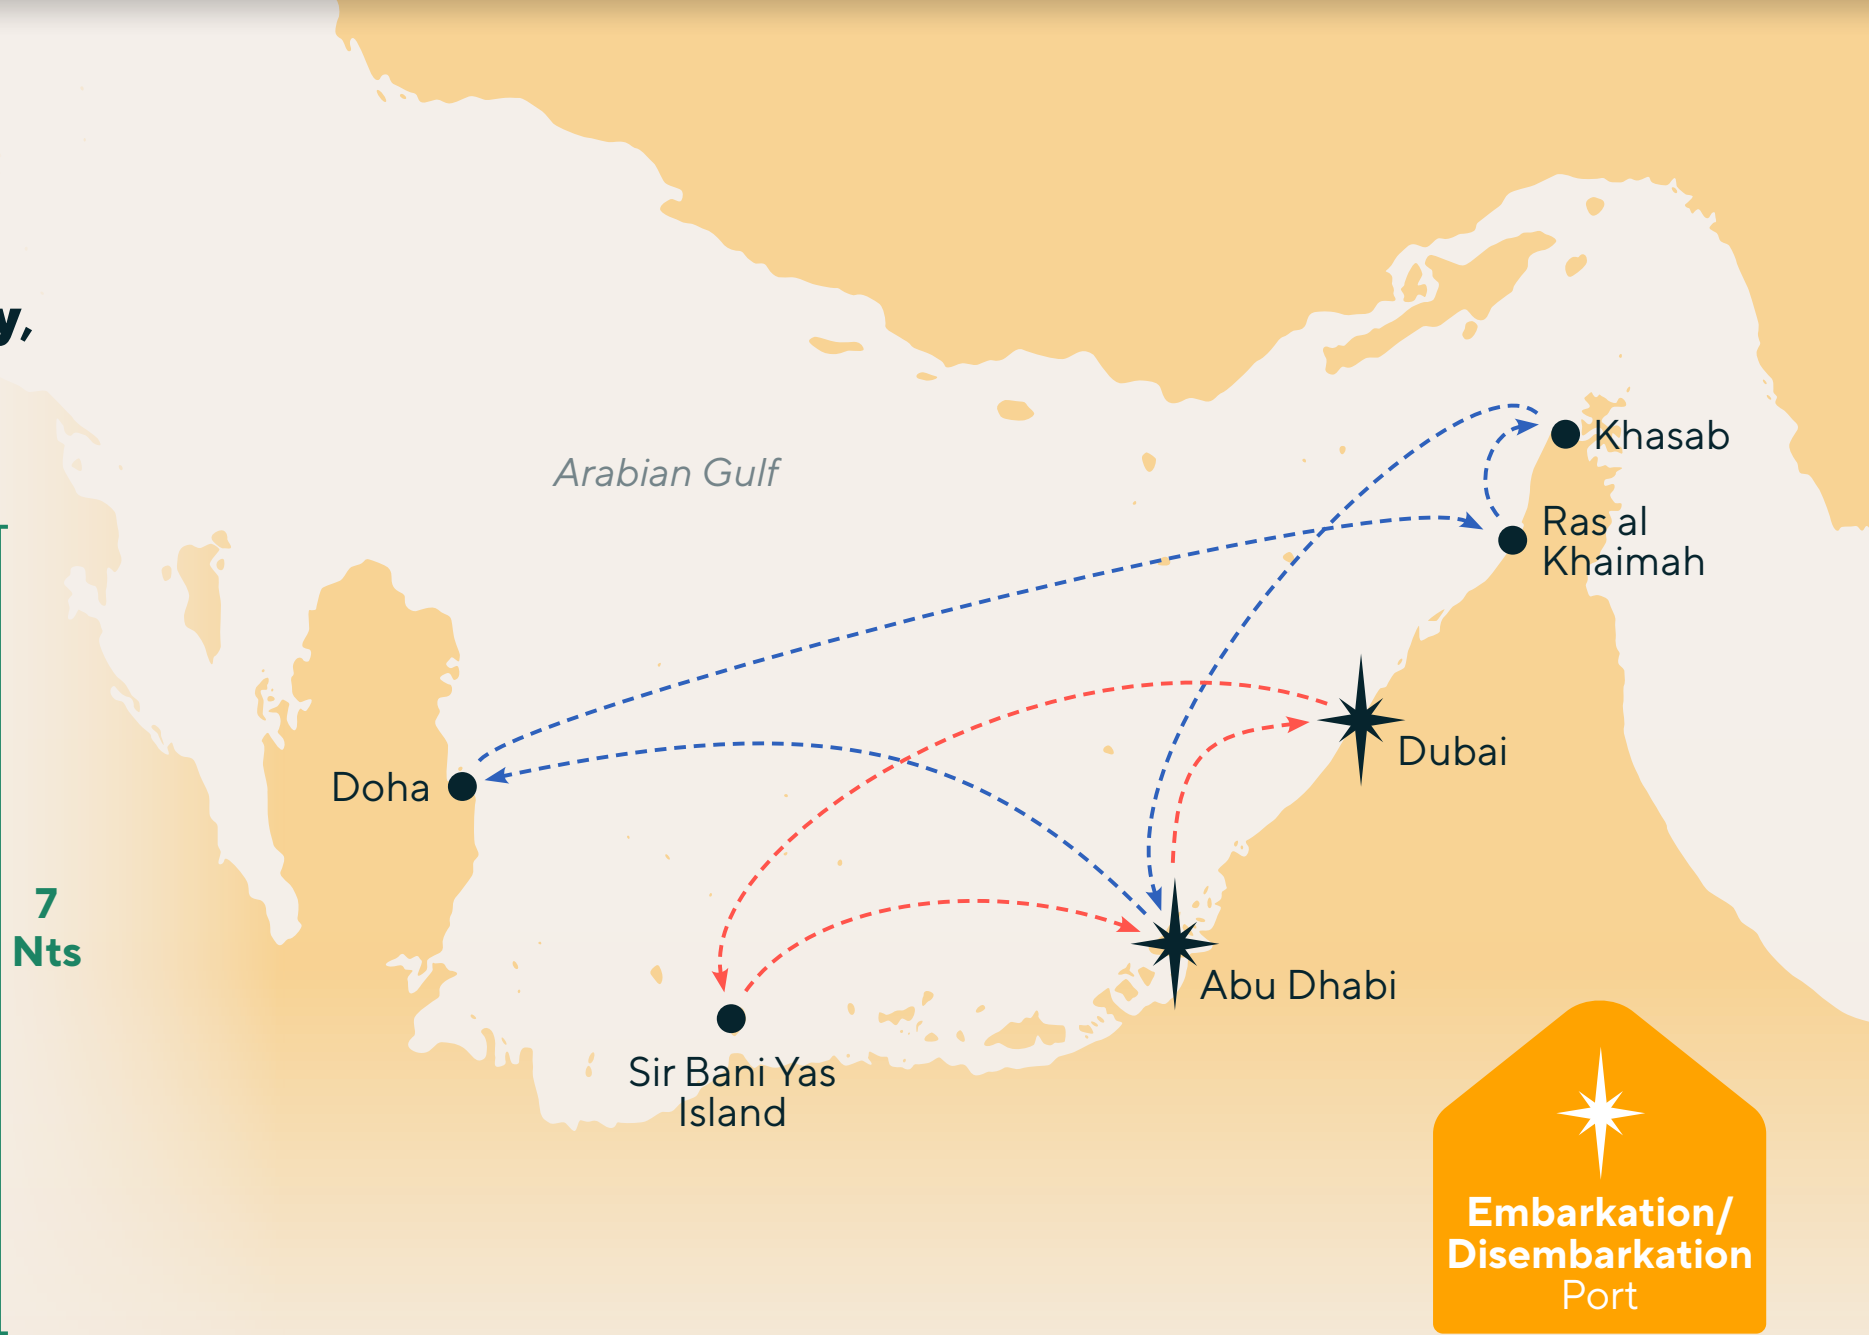 y,
Arabian Gulf
Khasab
Ras al
Khaimah
Dubai
Doha
7
Nts
Abu Dhabi
Sir Bani Yas
Island
Embarkation/
Disembarkation
Port